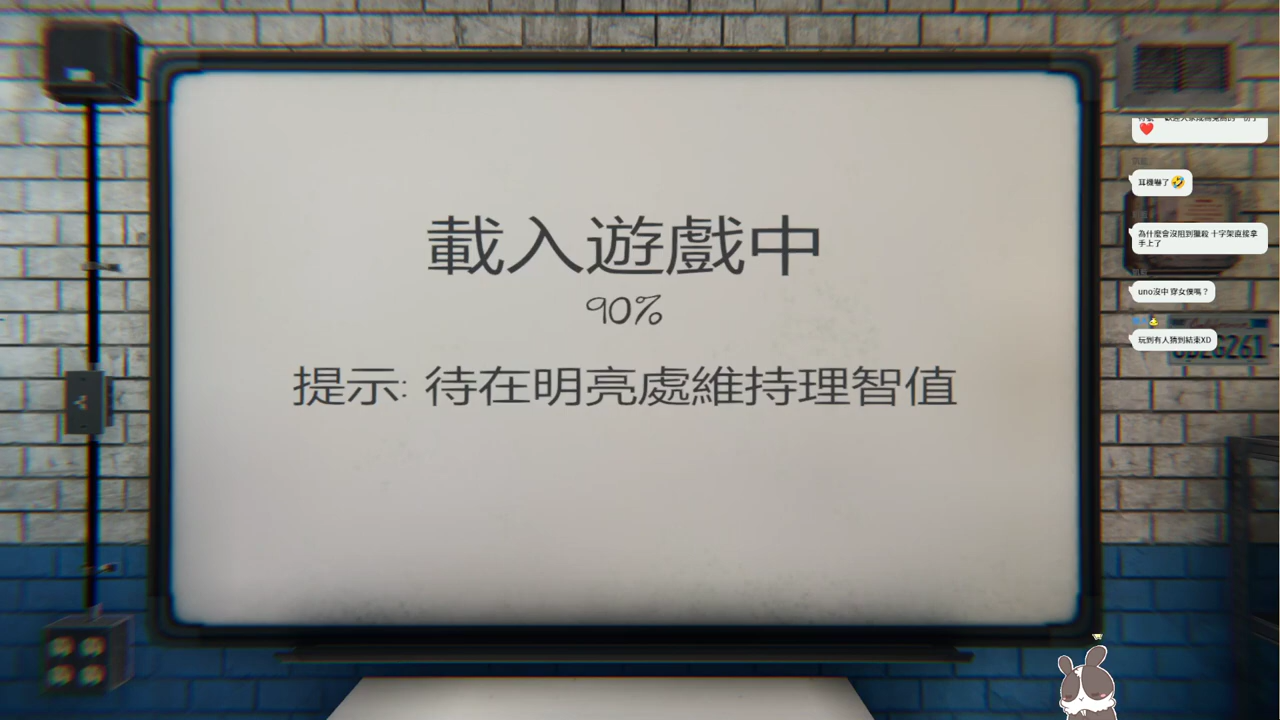 載入遊戲中
90%
提示: 待在明亮處維持理智值
耳機嚇了🤣
為什麼會沒阻到獵殺 十字架直接拿
手上了
uno沒中 穿女僕嗎？
玩到有人猜到結束XD